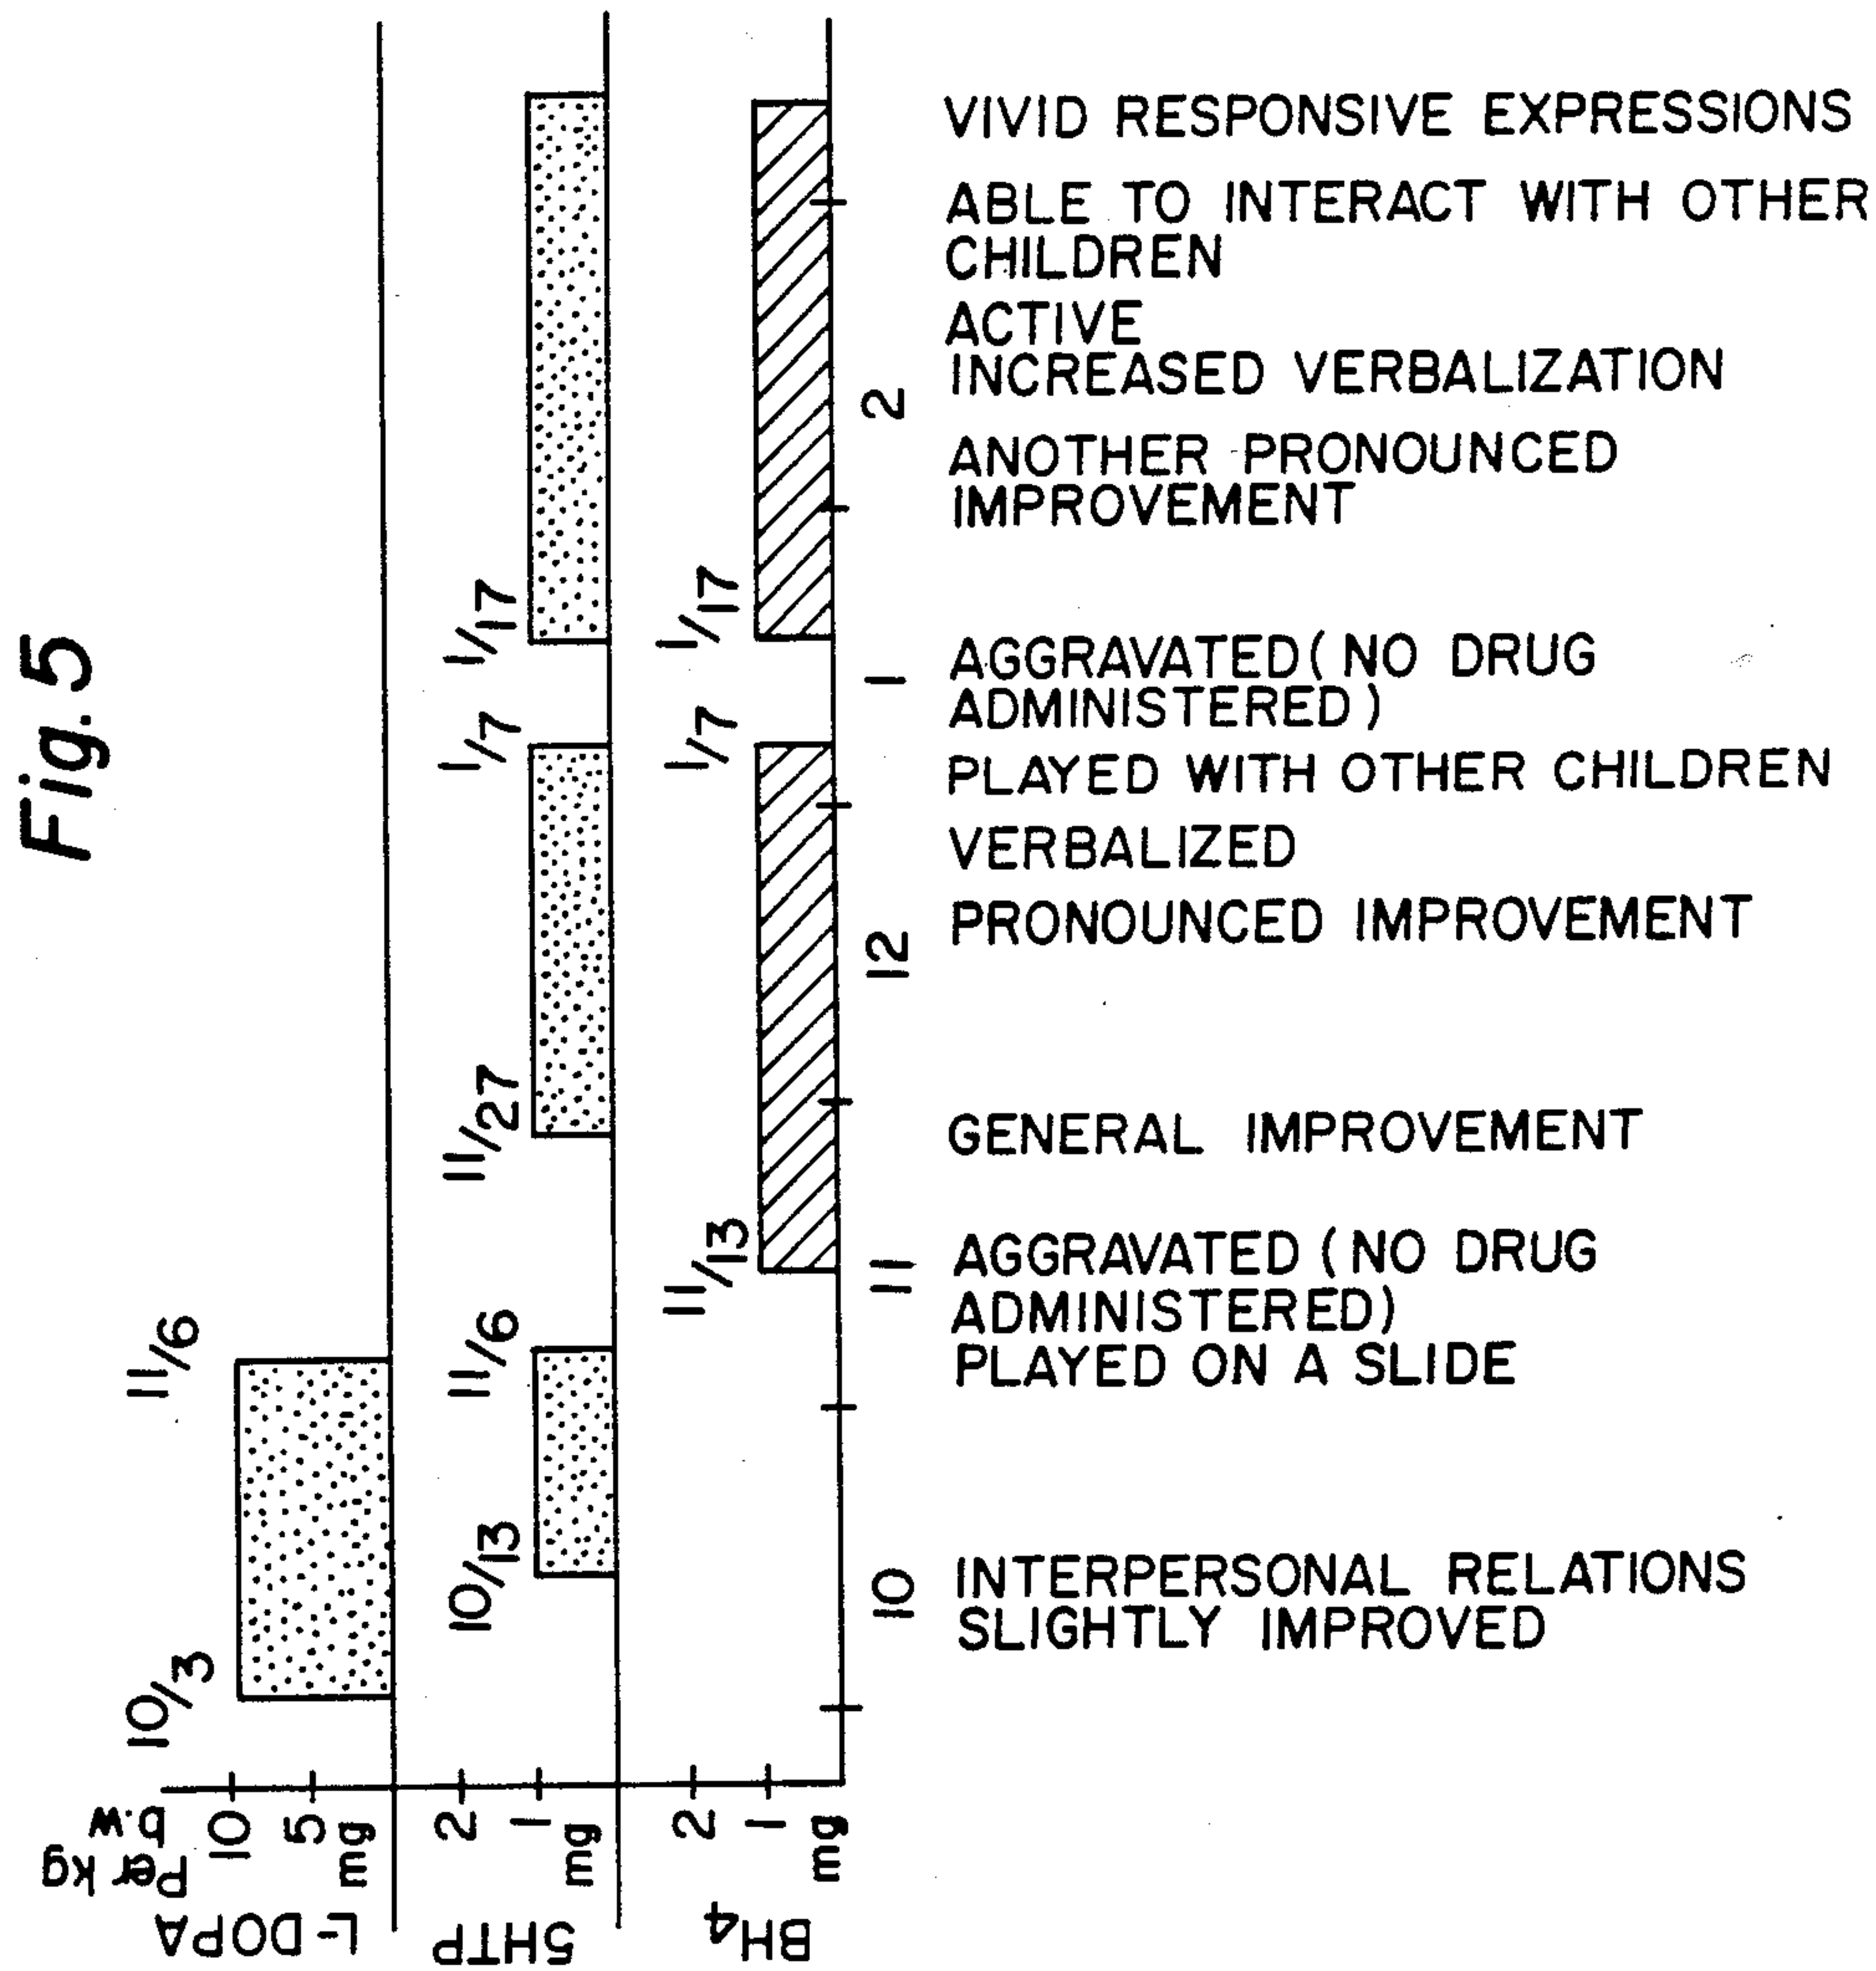 Fig. 5
Per kg
b.w
L-DOPA
10
5
mg
10/3
11/6
5HTP
2
1
mg
10/13
11/6
11/27
1/7
1/17
BH4
2
1
mg
11/13
1/7
1/17
10
11
12
1
2
VIVID RESPONSIVE EXPRESSIONS
ABLE TO INTERACT WITH OTHER
CHILDREN
ACTIVE
INCREASED VERBALIZATION
ANOTHER PRONOUNCED
IMPROVEMENT
AGGRAVATED (NO DRUG
ADMINISTERED)
PLAYED WITH OTHER CHILDREN
VERBALIZED
PRONOUNCED IMPROVEMENT
GENERAL IMPROVEMENT
AGGRAVATED (NO DRUG
ADMINISTERED)
PLAYED ON A SLIDE
INTERPERSONAL RELATIONS
SLIGHTLY IMPROVED